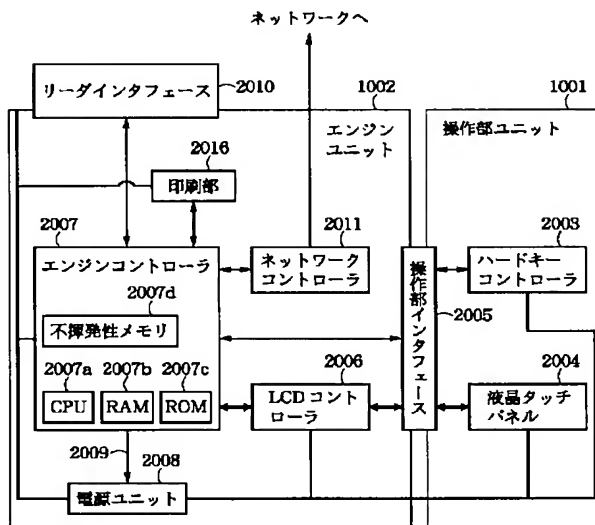 ネットワークへ
リーダインタフェース
2010
1002
1001
エンジン
ユニット
操作部ユニット
2016
印刷部
2007
エンジンコントローラ
2011
ネットワーク
コントローラ
2003
ハードキー
コントローラ
操作部インタフェース
2005
2007d
不揮発性メモリ
2007a
2007b
2007c
CPU
RAM
ROM
2006
LCDコント
ローラ
2004
液晶タッチ
パネル
2009
2008
電源ユニット